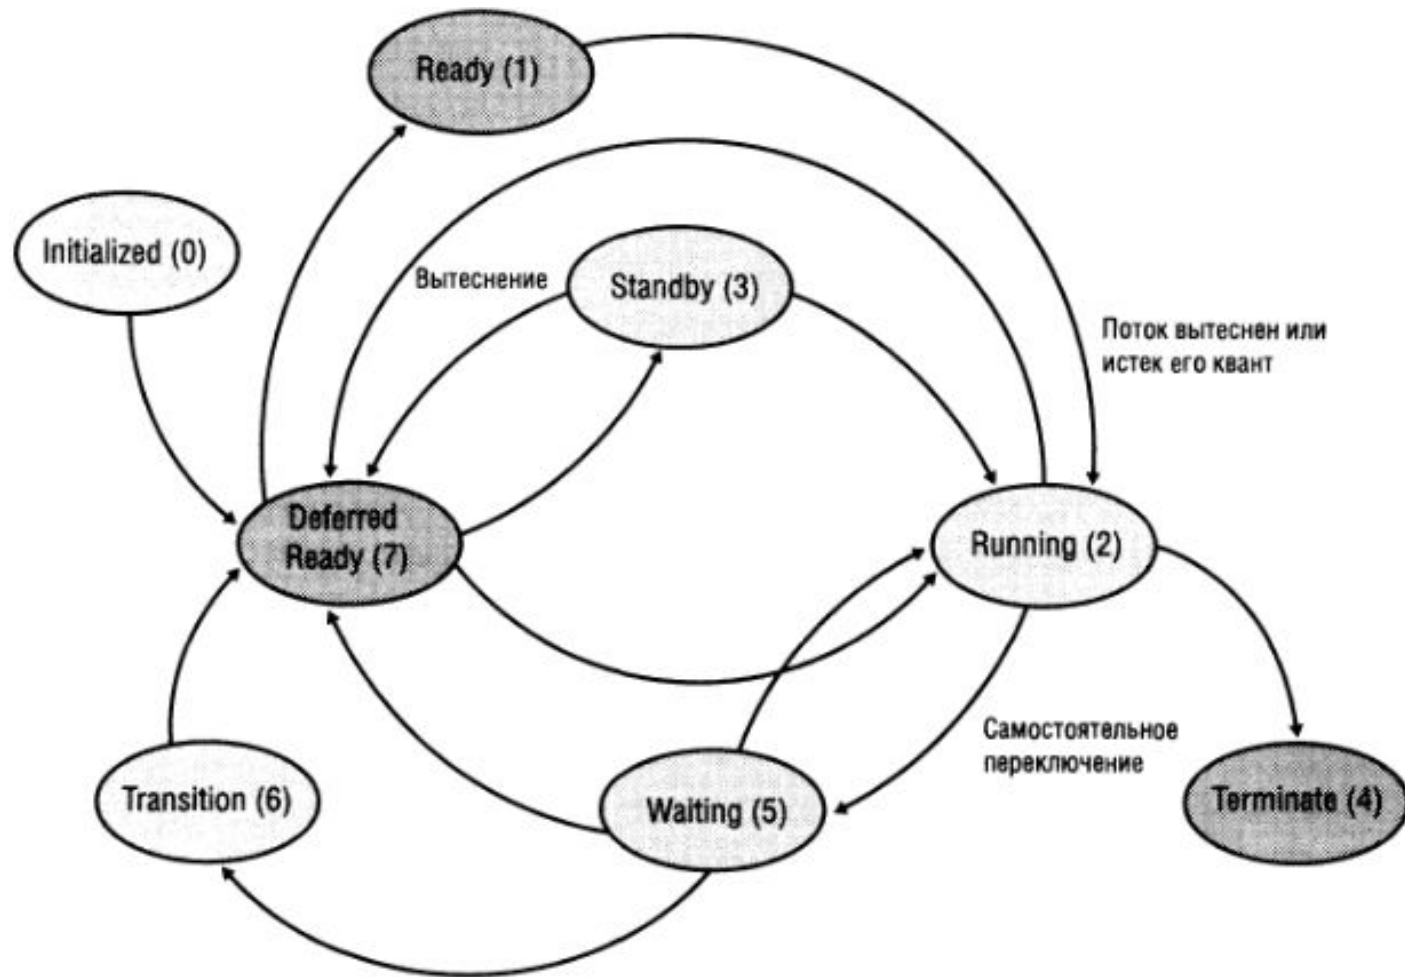 Ready (1)
Initialized (0)
Вытеснение
Standby (3)
Поток вытеснен или
истек его квант
Deferred
Ready (7)
Running (2)
Самостоятельное
переключение
Transition (6)
Waiting (5)
Terminate (4)